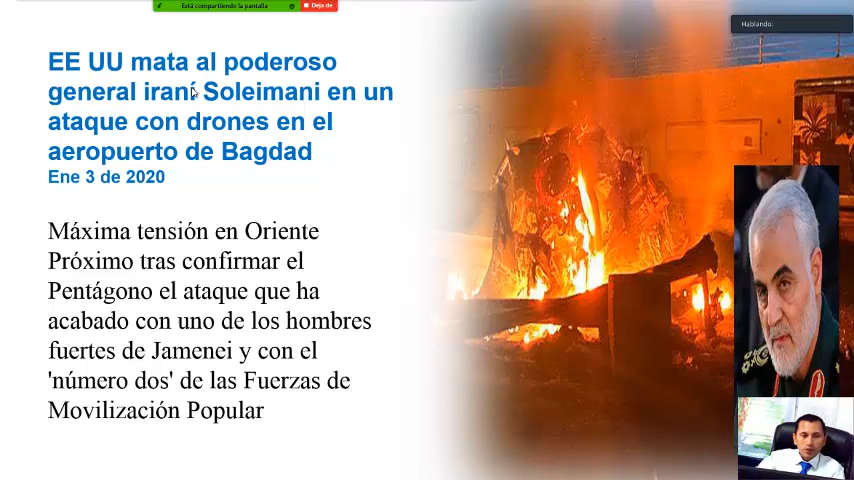 Está compartiendo la pantalla
Deja de
Hablando:
EE UU mata al poderoso
general iraní Soleimani en un
ataque con drones en el
aeropuerto de Bagdad
Ene 3 de 2020
Máxima tensión en Oriente
Próximo tras confirmar el
Pentágono el ataque que ha
acabado con uno de los hombres
fuertes de Jamenei y con el
'número dos' de las Fuerzas de
Movilización Popular